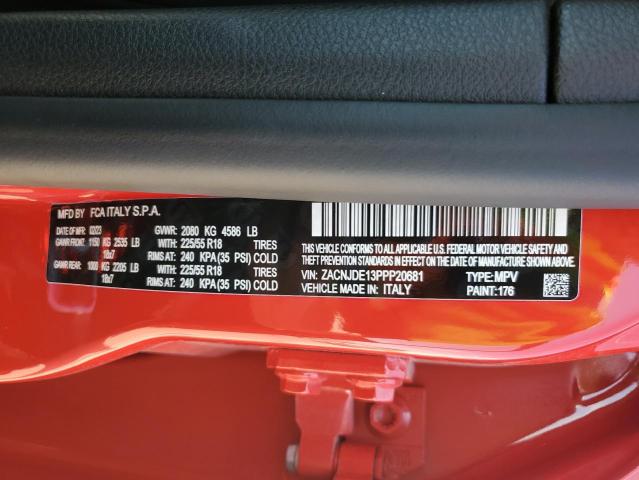 MFD BY: FCA ITALY S.P.A.
DATE OF MFR: 02/23 GVWR: 2080 KG 4586 LB
GAWR FRONT: 1150 KG 2535 LB WITH: 225/55 R18 TIRES
18x7 RIMS AT: 240 KPA(35 PSI) COLD
GAWR REAR: 1000 KG 2205 LB WITH: 225/55 R18 TIRES
18x7 RIMS AT: 240 KPA(35 PSI) COLD
THIS VEHICLE CONFORMS TO ALL APPLICABLE U.S. FEDERAL MOTOR VEHICLE SAFETY AND
THEFT PREVENTION STANDARDS IN EFFECT ON THE DATE OF MANUFACTURE SHOWN ABOVE.
VIN: ZACNJDE13PPP20681 TYPE: MPV
VEHICLE MADE IN: ITALY PAINT: 176